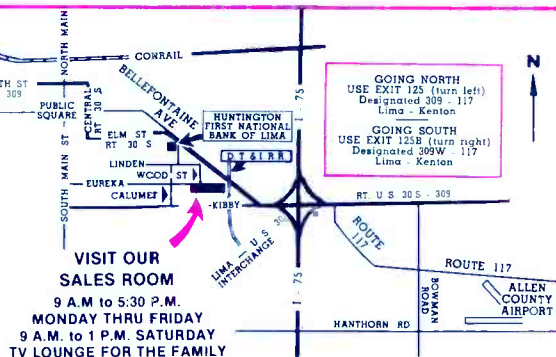 NORTH MAIN
CONRAIL
TH ST
309
PUBLIC
SQUARE
CENTRAL
RT 30 S
BELLEFONTAINE
AVE
I - 75
N
HUNTINGTON
FIRST NATIONAL
BANK OF LIMA
ELM ST
RT 30 S
D T & I RR
LINDEN
WOOD ST
EUREKA
CALUMET
SOUTH MAIN ST
KIBBY
GOING NORTH
USE EXIT 125 (turn left)
Designated 309 - 117
Lima - Kenton
GOING SOUTH
USE EXIT 125B (turn right)
Designated 309W - 117
Lima - Kenton
RT. U S 30 S - 309
LIMA - U S 30
INTERCHANGE
ROUTE
117
ROUTE 117
I - 75
BOWMAN
ROAD
ALLEN
COUNTY
AIRPORT
HANTHORN RD
VISIT OUR
SALES ROOM
9 A.M to 5:30 P.M.
MONDAY THRU FRIDAY
9 A.M. to 1 P.M. SATURDAY
TV LOUNGE FOR THE FAMILY